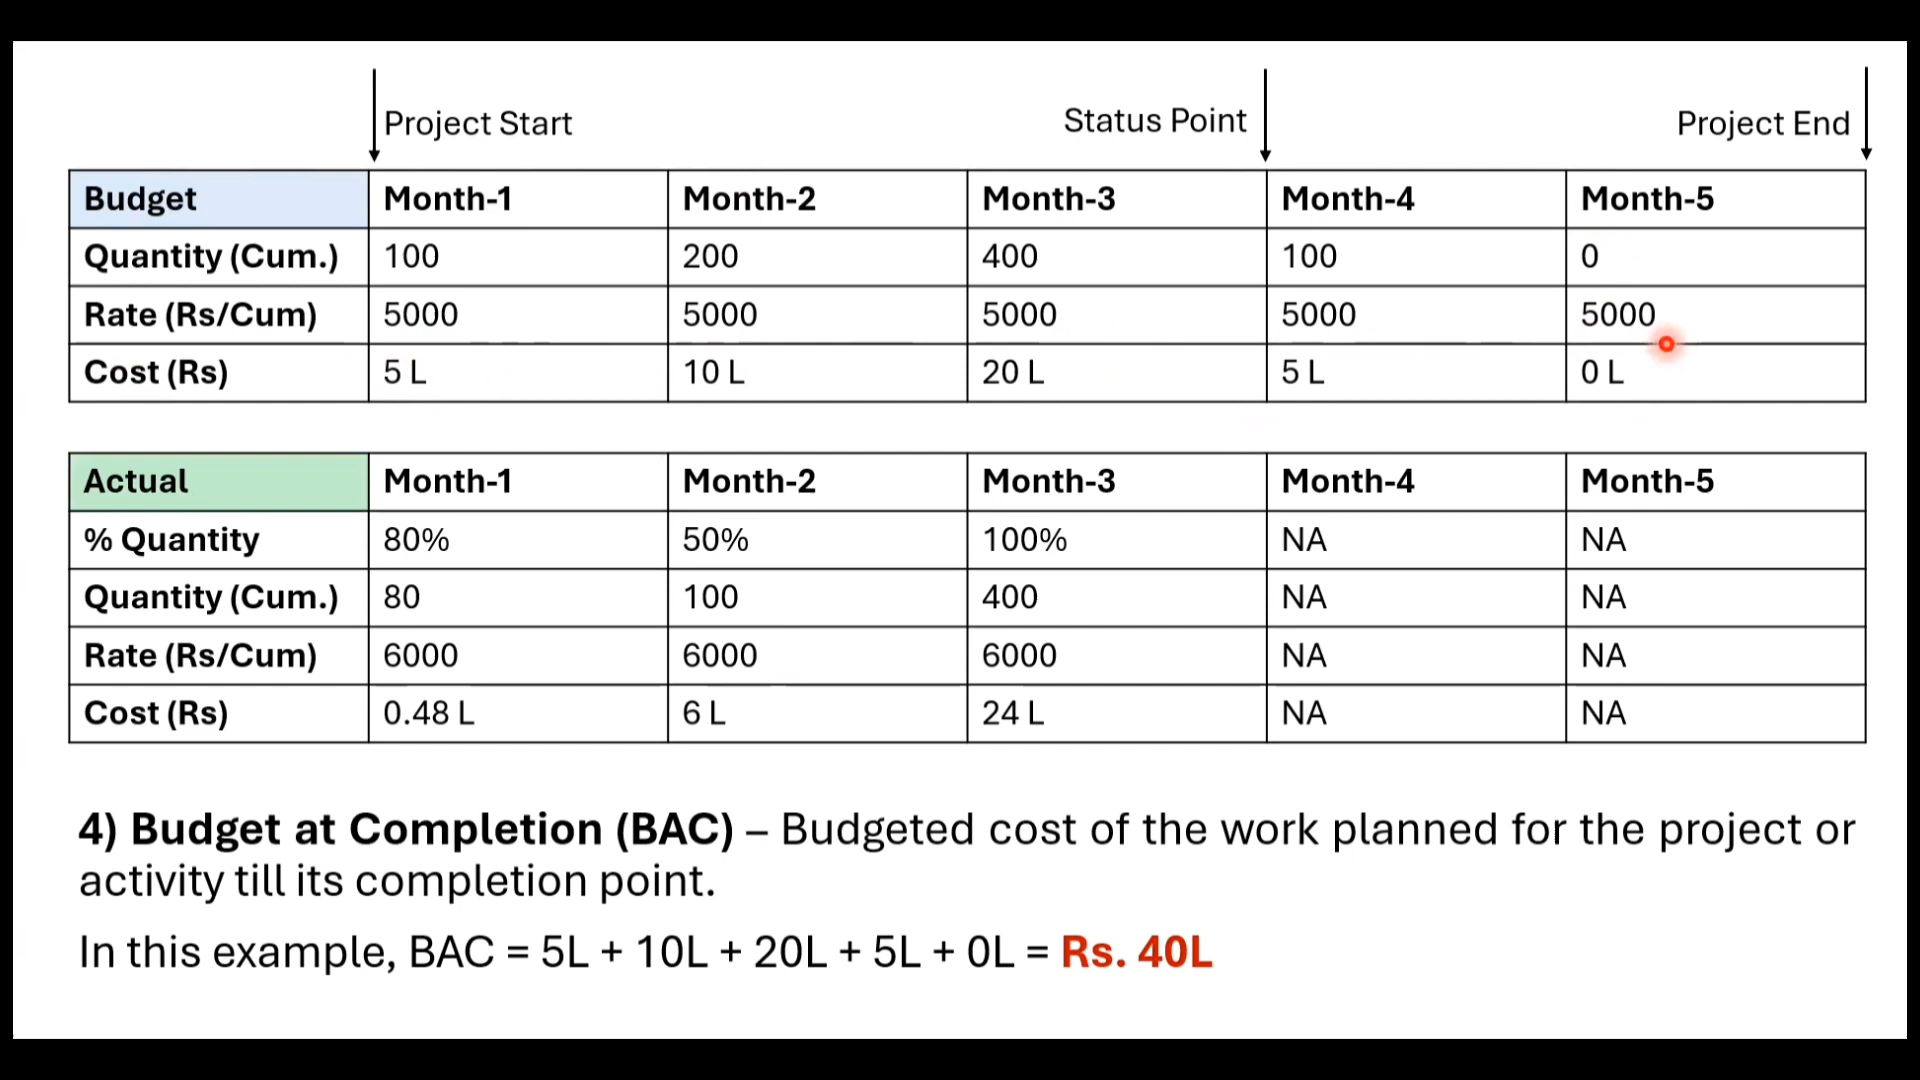 Project Start
Status Point
Project End
Budget Month-1 Month-2 Month-3 Month-4 Month-5
Quantity (Cum.) 100 200 400 100 0
Rate (Rs/Cum) 5000 5000 5000 5000 5000
Cost (Rs) 5 L 10 L 20 L 5 L 0 L
Actual Month-1 Month-2 Month-3 Month-4 Month-5
% Quantity 80% 50% 100% NA NA
Quantity (Cum.) 80 100 400 NA NA
Rate (Rs/Cum) 6000 6000 6000 NA NA
Cost (Rs) 0.48 L 6 L 24 L NA NA
4) Budget at Completion (BAC) – Budgeted cost of the work planned for the project or
activity till its completion point.
In this example, BAC = 5L + 10L + 20L + 5L + 0L = Rs. 40L